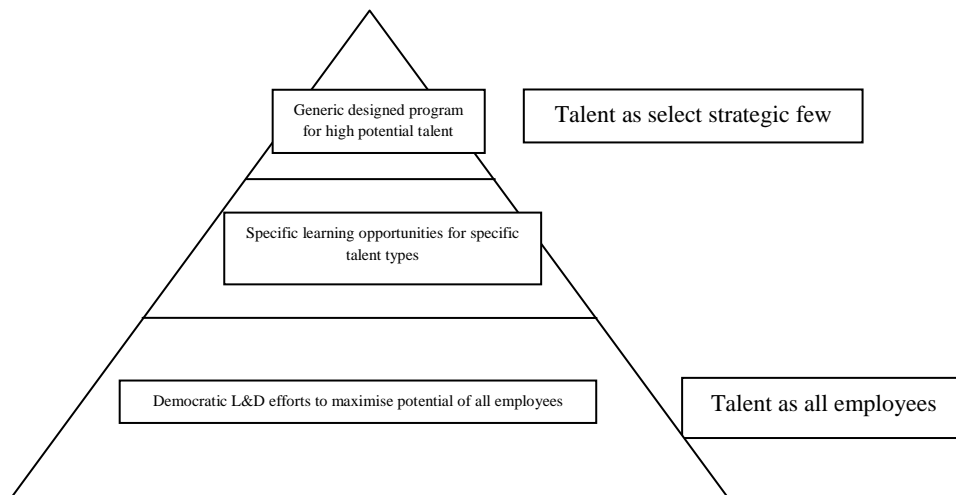 Generic designed program
for high potential talent
Talent as select strategic few
Specific learning opportunities for specific
talent types
Democratic L&D efforts to maximise potential of all employees
Talent as all employees